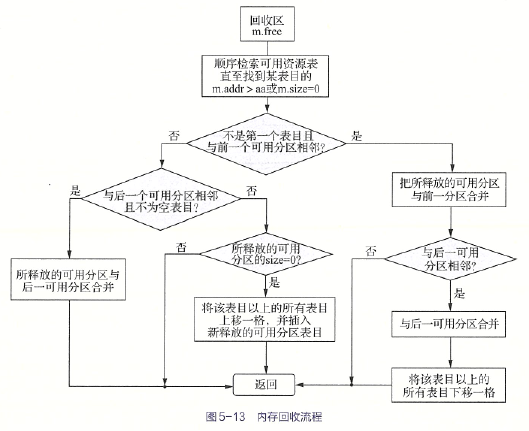 回收区
m.free
顺序检索可用资源表
直至找到某表目的
m.addr＞aa或m.size=0
否
不是第一个表目且
与前一个可用分区相邻?
是
是
与后一个可用分区相邻
且不为空表目?
否
把所释放的可用分区
与前一分区合并
所释放的可用分区与
后一可用分区合并
否
所释放的可用
分区的size=0?
是
否
与后一可用
分区相邻?
是
将该表目以上的所有表目
上移一格，并插入
新释放的可用分区表目
与后一可用分区合并
返回
将该表目以上的
所有表目下移一格
图5-13 内存回收流程